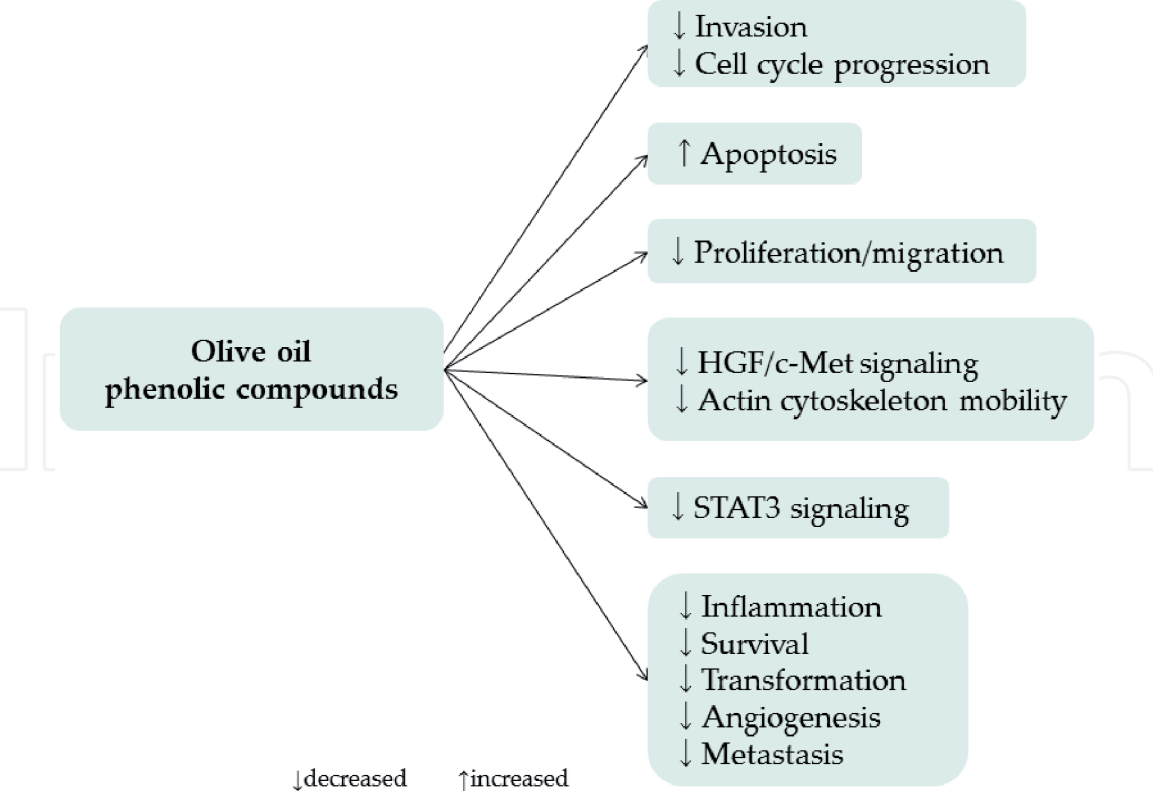 ↓ Invasion
↓ Cell cycle progression
↑ Apoptosis
↓ Proliferation/migration
Olive oil
phenolic compounds
↓ HGF/c-Met signaling
↓ Actin cytoskeleton mobility
↓ STAT3 signaling
↓ Inflammation
↓ Survival
↓ Transformation
↓ Angiogenesis
↓ Metastasis
↓decreased ↑increased